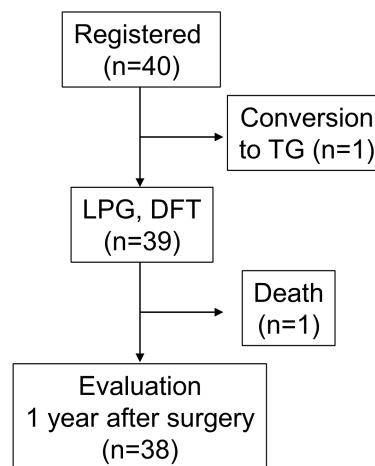 Registered
(n=40)
Conversion
to TG (n=1)
LPG, DFT
(n=39)
Death
(n=1)
Evaluation
1 year after surgery
(n=38)